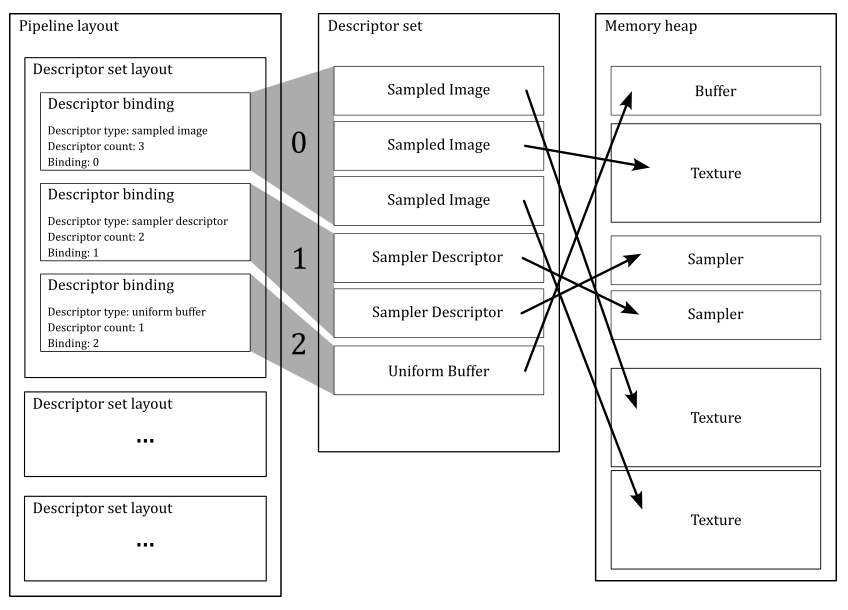 Pipeline layout
Descriptor set layout
Descriptor binding
Descriptor type: sampled image
Descriptor count: 3
Binding: 0
Descriptor binding
Descriptor type: sampler descriptor
Descriptor count: 2
Binding: 1
Descriptor binding
Descriptor type: uniform buffer
Descriptor count: 1
Binding: 2
Descriptor set layout
...
Descriptor set layout
...
0
1
2
Descriptor set
Sampled Image
Sampled Image
Sampled Image
Sampler Descriptor
Sampler Descriptor
Uniform Buffer
Memory heap
Buffer
Texture
Sampler
Sampler
Texture
Texture